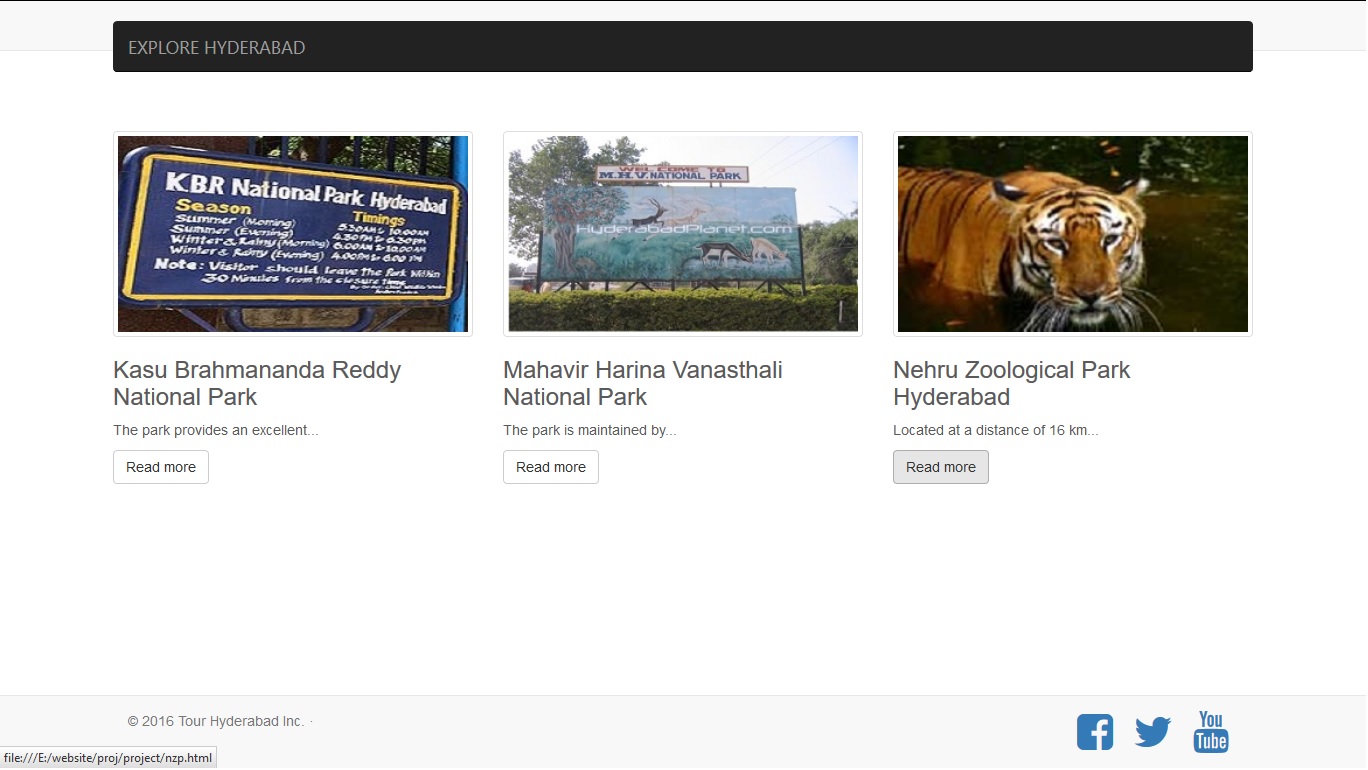 EXPLORE HYDERABAD
K.B.R National Park Hyderabad
Season Timings
Summer (Morning) 5.30AM to 10.00AM
Summer (Evening) 4.30PM to 6.30PM
Winter & Rainy (Morning) 6.00AM to 10.00AM
Winter & Rainy (Evening) 4.00PM to 6.00 PM
Note: Visitor should leave the Park Within
30 Minutes from the closure time
WELCOME TO
M.H.V. NATIONAL PARK
HyderabadPlanet.com
Kasu Brahmananda Reddy
National Park
The park provides an excellent...
Read more
Mahavir Harina Vanasthali
National Park
The park is maintained by...
Read more
Nehru Zoological Park
Hyderabad
Located at a distance of 16 km...
Read more
© 2016 Tour Hyderabad Inc. ·
You
Tube
file:///E:/website/proj/project/nzp.html